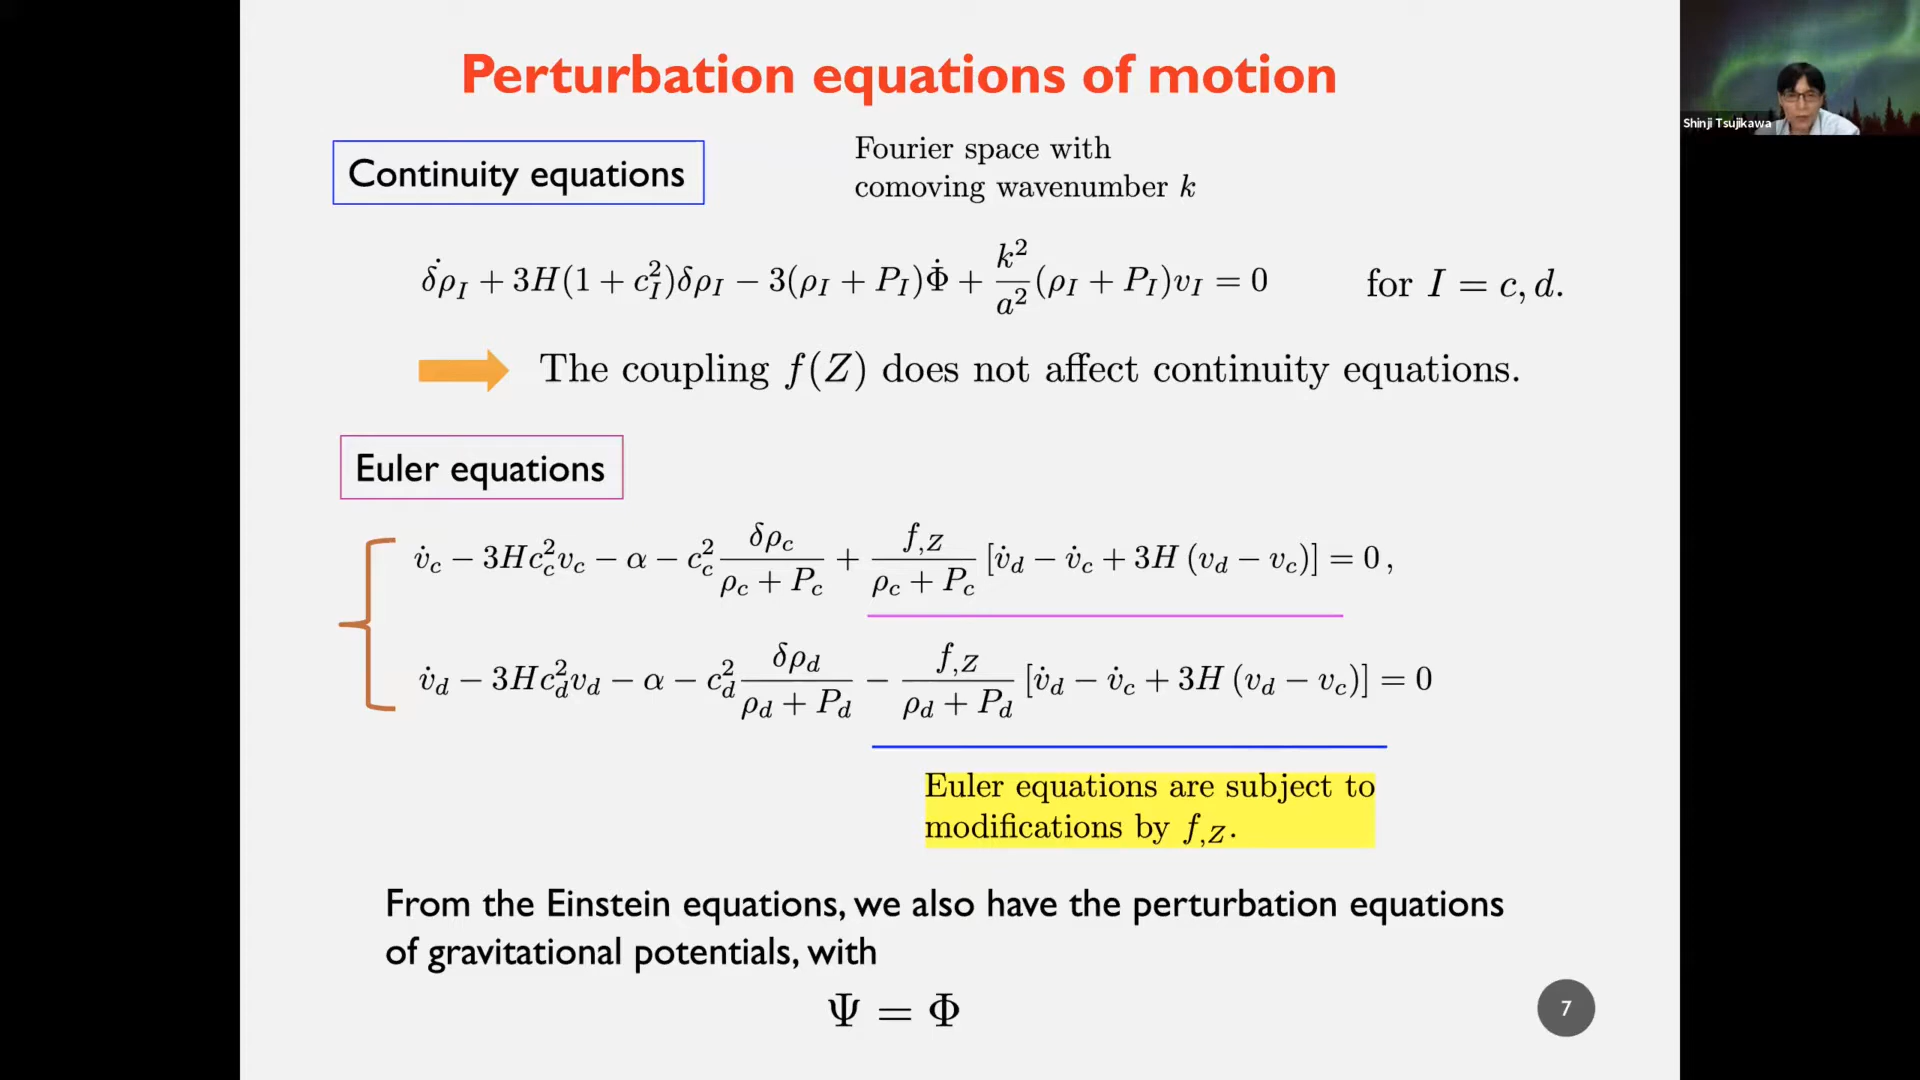 Perturbation equations of motion
Shinji Tsujikawa
Continuity equations
Fourier space with
comoving wavenumber k
δρ̇_I + 3H(1 + c_I²)δρ_I − 3(ρ_I + P_I)Φ̇ + k²/a² (ρ_I + P_I)v_I = 0 for I = c, d.
The coupling f(Z) does not affect continuity equations.
Euler equations
v̇_c − 3Hc_c²v_c − α − c_c² δρ_c/(ρ_c + P_c) + f_{,Z}/(ρ_c + P_c) [v̇_d − v̇_c + 3H (v_d − v_c)] = 0 ,
v̇_d − 3Hc_d²v_d − α − c_d² δρ_d/(ρ_d + P_d) − f_{,Z}/(ρ_d + P_d) [v̇_d − v̇_c + 3H (v_d − v_c)] = 0
Euler equations are subject to
modifications by f_{,Z}.
From the Einstein equations, we also have the perturbation equations
of gravitational potentials, with
Ψ = Φ
7